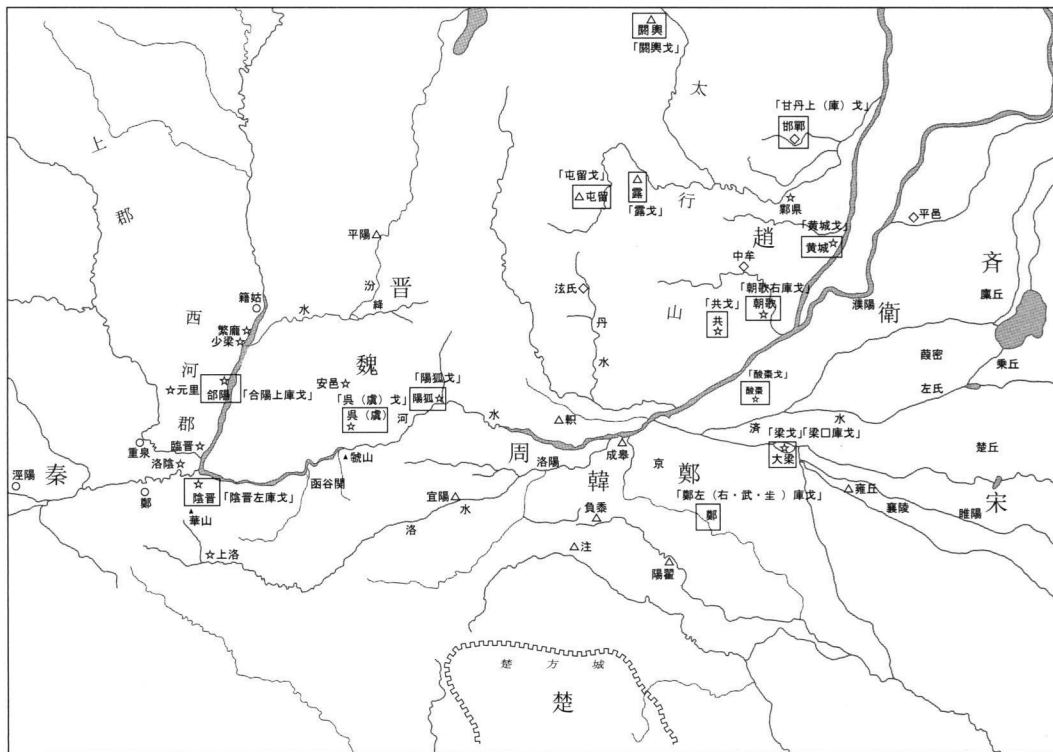 閼輿
「閼輿戈」
太
「甘丹上（庫）戈」
邯鄲
上
郡
「屯留戈」
屯留
露
「露戈」
行
鄴県
平邑
「黄城戈」
黄城
趙
平陽
中牟
斉
晋
汾
絳
水
泫氏
「朝歌右庫戈」
朝歌
籍姑
濮陽
廩丘
丹
水
山
「共戈」
共
衛
西
河
郡
繁龐
少梁
葭密
乗丘
魏
元里
郃陽
「合陽上庫戈」
安邑
「陽狐戈」
陽狐
「酸棗戈」
酸棗
左氏
「呉（虞）戈」
呉（虞）
河
水
軹
済
水
「梁戈」「梁口庫戈」
大梁
楚丘
臨晋
重泉
洛陰
虢山
周
洛陽
成皋
京
鄭
涇陽
秦
函谷関
韓
宋
鄭
陰晋
「陰晋左庫戈」
宜陽
水
「鄭左（右・武・㞷）庫戈」
鄭
雍丘
襄陵
睢陽
華山
洛
負黍
上洛
注
陽翟
楚方城
楚